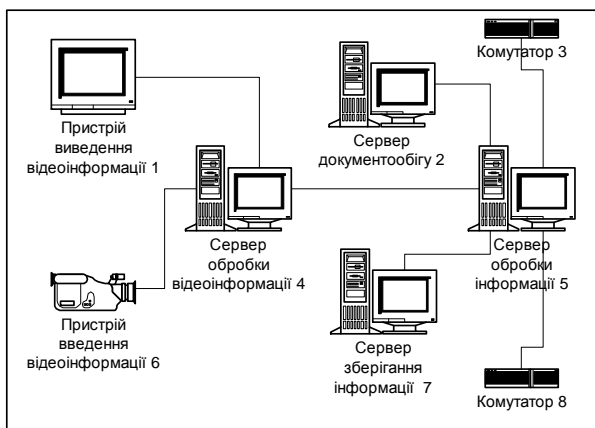 Комутатор 3
Пристрій
виведення
відеоінформації 1
Сервер
документообігу 2
Сервер
обробки
відеоінформації 4
Сервер
обробки
інформації 5
Пристрій
введення
відеоінформації 6
Сервер
зберігання
інформації 7
Комутатор 8